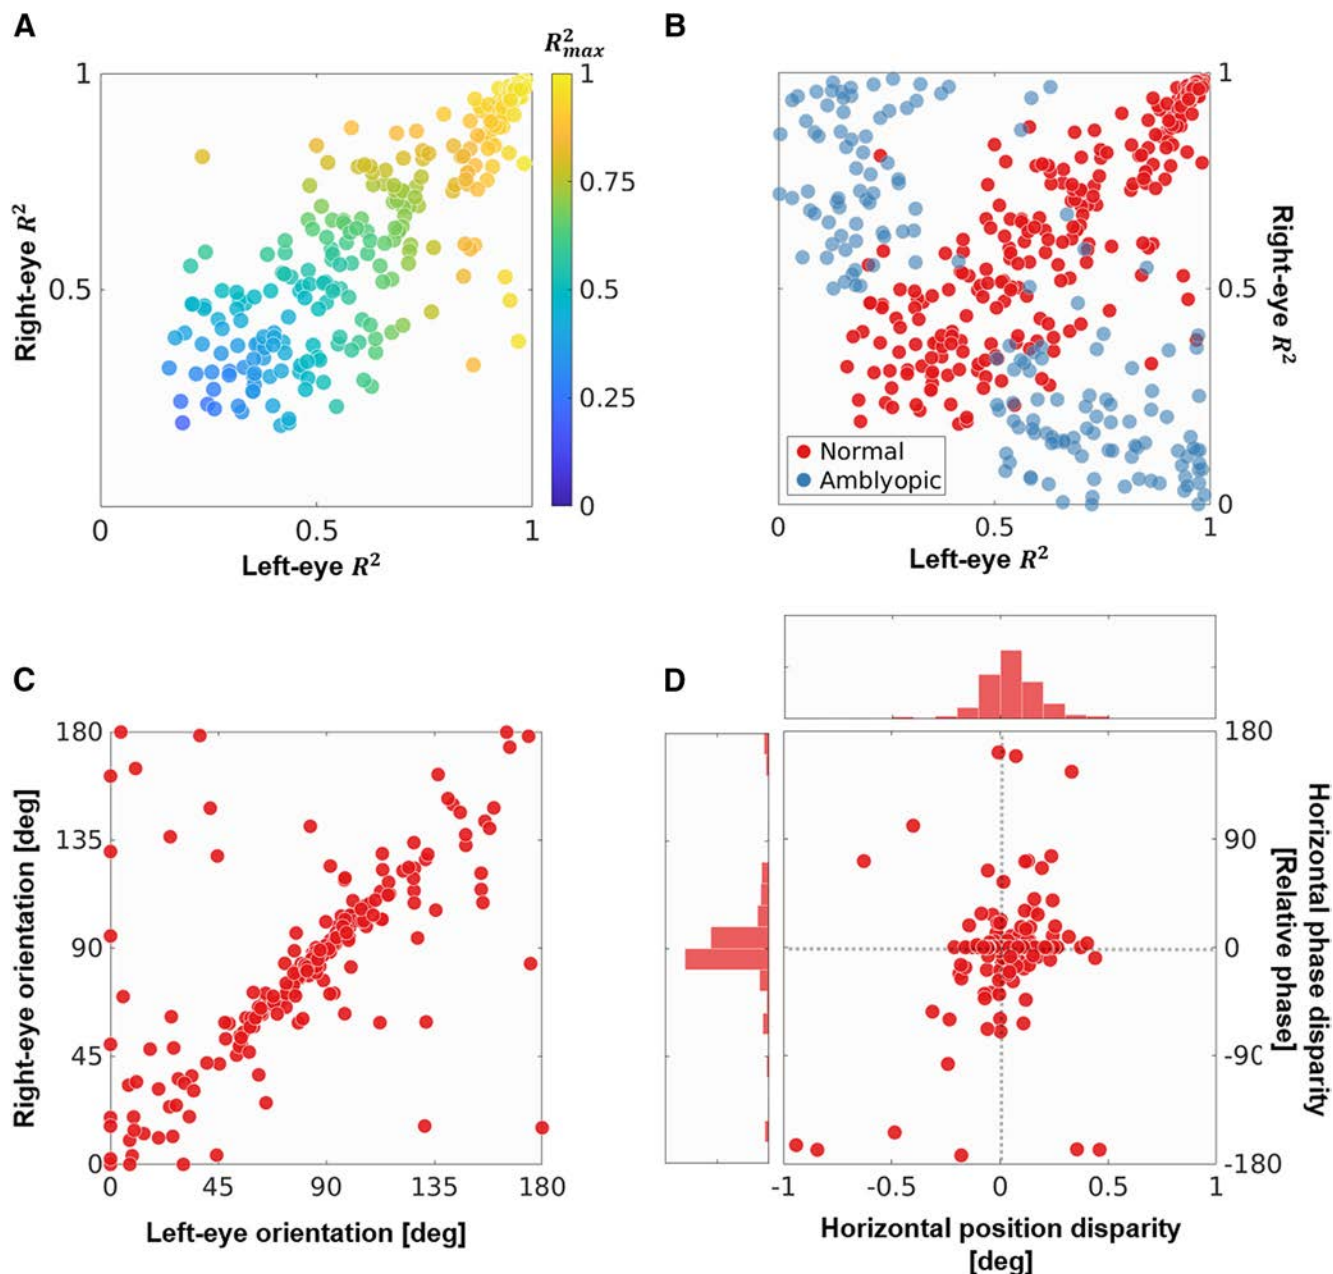 A
R²max
1
Right-eye R²
0.5
0
0.5
1
Left-eye R²
1
0.75
0.5
0.25
0
B
1
0.5
0
Right-eye R²
Normal
Amblyopic
0
0.5
1
Left-eye R²
C
180
135
90
45
0
Right-eye orientation [deg]
0
45
90
135
180
Left-eye orientation [deg]
D
180
90
0
-90
-180
Horizontal phase disparity
[Relative phase]
-1
-0.5
0
0.5
1
Horizontal position disparity
[deg]